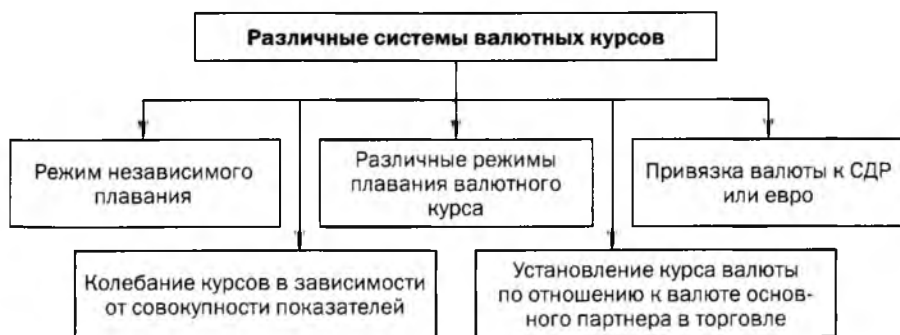 Различные системы валютных курсов
Режим независимого
плавания
Различные режимы
плавания валютного
курса
Привязка валюты к СДР
или евро
Колебание курсов в зависимости
от совокупности показателей
Установление курса валюты
по отношению к валюте основ-
ного партнера в торговле